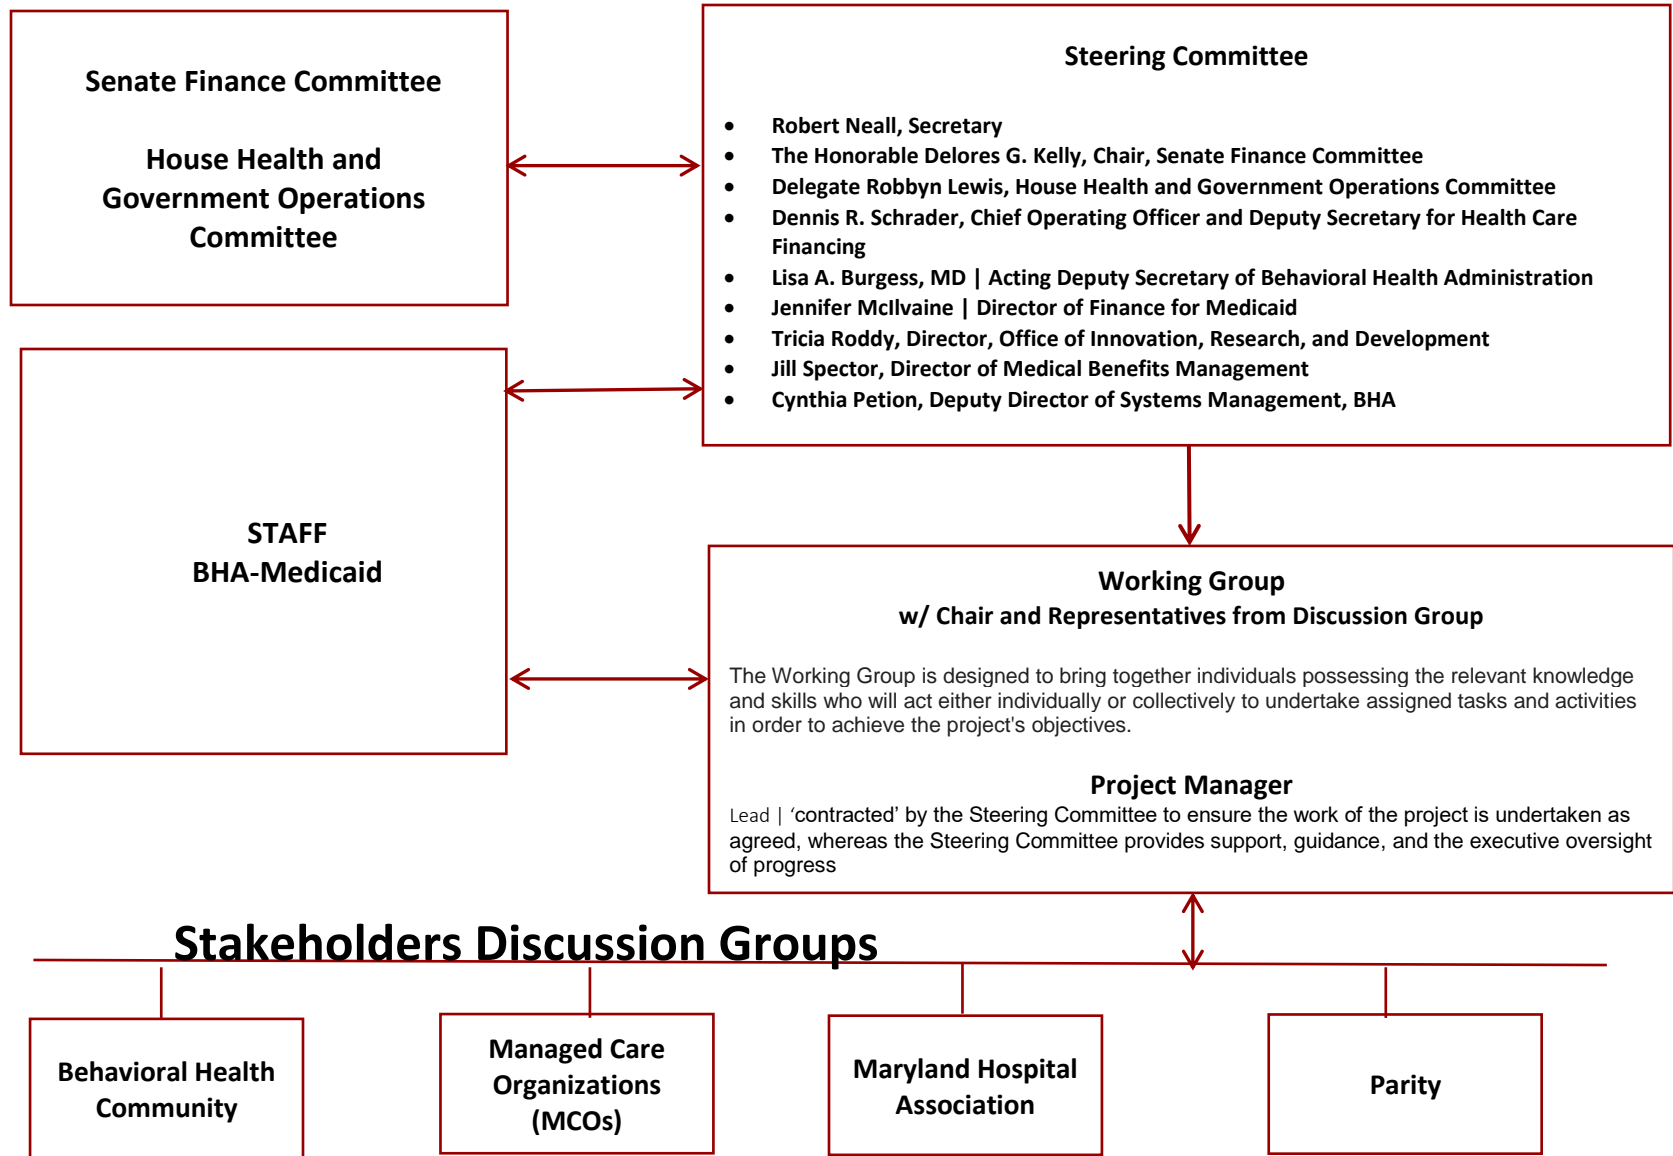 Senate Finance Committee
House Health and
Government Operations
Committee
Steering Committee
• Robert Neall, Secretary
• The Honorable Delores G. Kelly, Chair, Senate Finance Committee
• Delegate Robbyn Lewis, House Health and Government Operations Committee
• Dennis R. Schrader, Chief Operating Officer and Deputy Secretary for Health Care
Financing
• Lisa A. Burgess, MD | Acting Deputy Secretary of Behavioral Health Administration
• Jennifer McIlvaine | Director of Finance for Medicaid
• Tricia Roddy, Director, Office of Innovation, Research, and Development
• Jill Spector, Director of Medical Benefits Management
• Cynthia Petion, Deputy Director of Systems Management, BHA
STAFF
BHA-Medicaid
Working Group
w/ Chair and Representatives from Discussion Group
The Working Group is designed to bring together individuals possessing the relevant knowledge
and skills who will act either individually or collectively to undertake assigned tasks and activities
in order to achieve the project's objectives.
Project Manager
Lead | ‘contracted’ by the Steering Committee to ensure the work of the project is undertaken as
agreed, whereas the Steering Committee provides support, guidance, and the executive oversight
of progress
Stakeholders Discussion Groups
Behavioral Health
Community
Managed Care
Organizations
(MCOs)
Maryland Hospital
Association
Parity